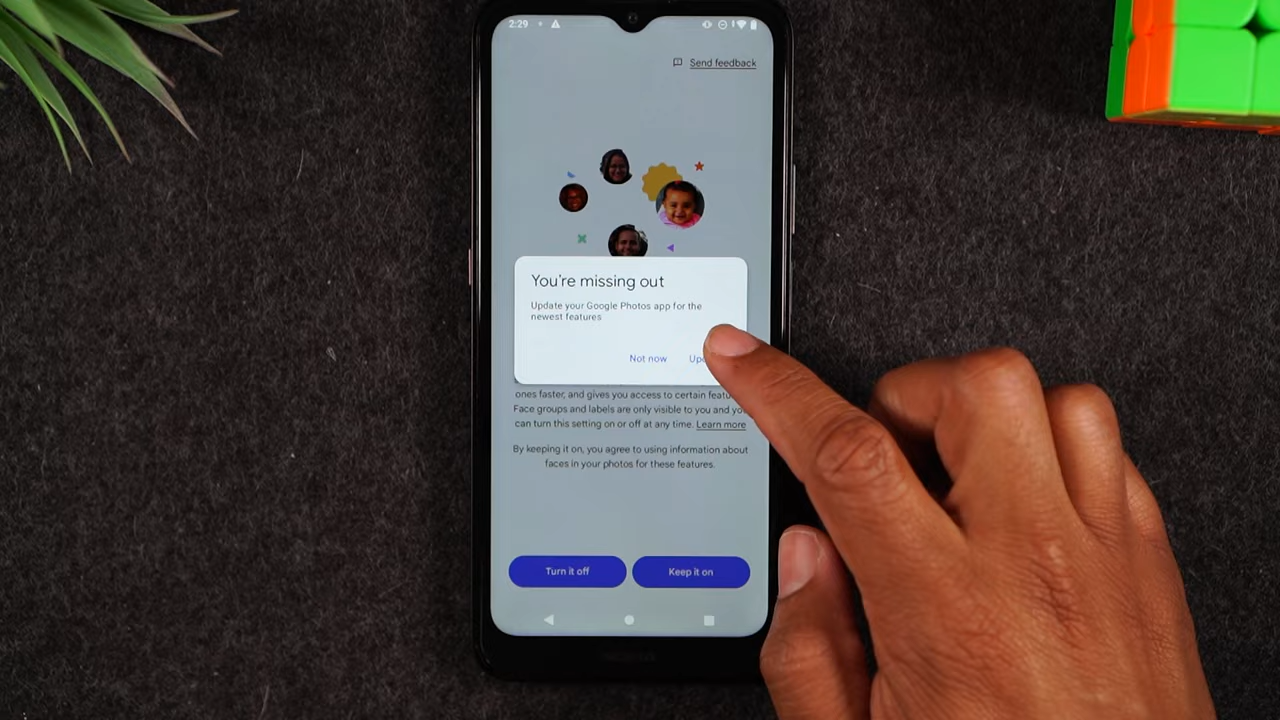 2:29
Send feedback
You're missing out
Update your Google Photos app for the
newest features
Not now
ones faster, and gives you access to certain
Face groups and labels are only visible to you and
can turn this setting on or off at any time. Learn more
By keeping it on, you agree to using information about
faces in your photos for these features.
Turn it off
Keep it on
NOKIA